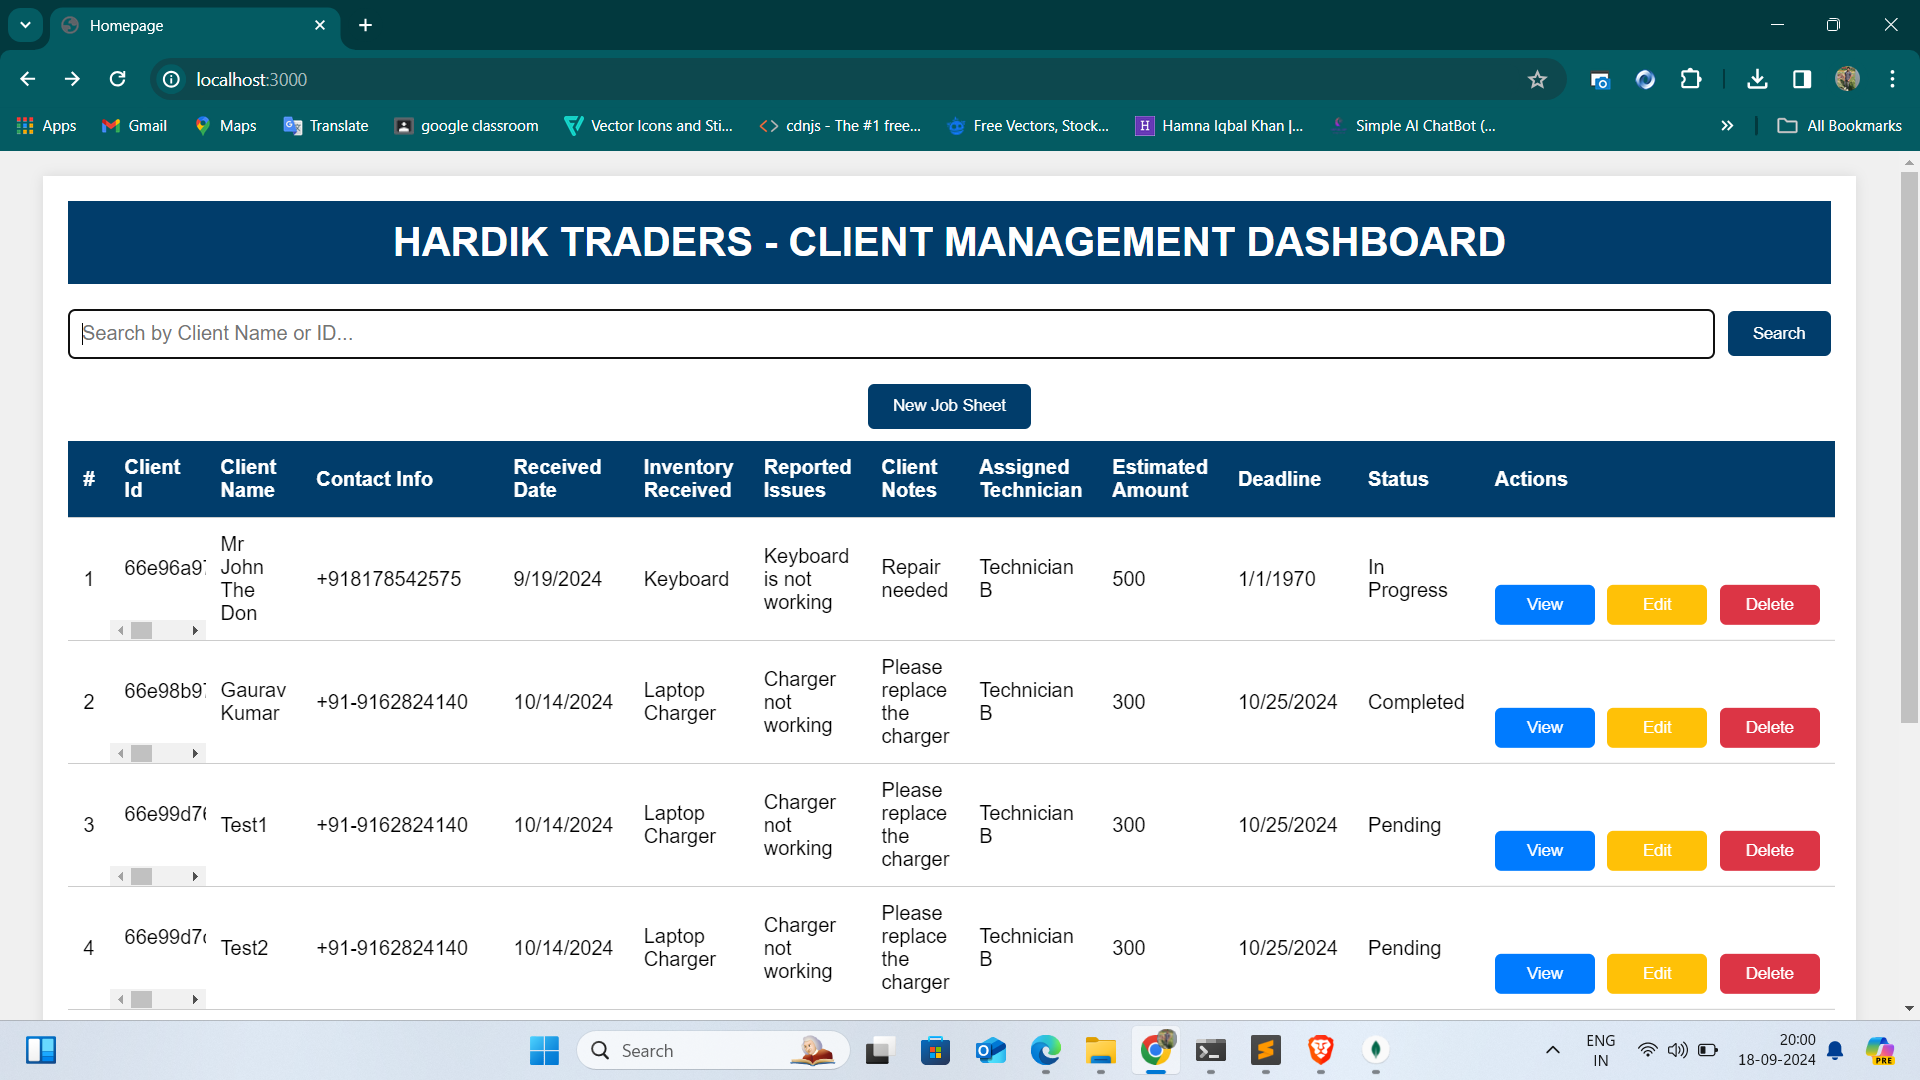 Homepage
localhost:3000
Apps Gmail Maps Translate google classroom Vector Icons and Sti... cdnjs - The #1 free... Free Vectors, Stock... Hamna Iqbal Khan |... Simple AI ChatBot (... All Bookmarks
HARDIK TRADERS - CLIENT MANAGEMENT DASHBOARD
Search by Client Name or ID... Search
New Job Sheet
# Client Id Client Name Contact Info Received Date Inventory Received Reported Issues Client Notes Assigned Technician Estimated Amount Deadline Status Actions
1 66e96a97 Mr John The Don +918178542575 9/19/2024 Keyboard Keyboard is not working Repair needed Technician B 500 1/1/1970 In Progress View Edit Delete
2 66e98b97 Gaurav Kumar +91-9162824140 10/14/2024 Laptop Charger Charger not working Please replace the charger Technician B 300 10/25/2024 Completed View Edit Delete
3 66e99d76 Test1 +91-9162824140 10/14/2024 Laptop Charger Charger not working Please replace the charger Technician B 300 10/25/2024 Pending View Edit Delete
4 66e99d7 Test2 +91-9162824140 10/14/2024 Laptop Charger Charger not working Please replace the charger Technician B 300 10/25/2024 Pending View Edit Delete
Search
ENG
IN
20:00
18-09-2024
PRE